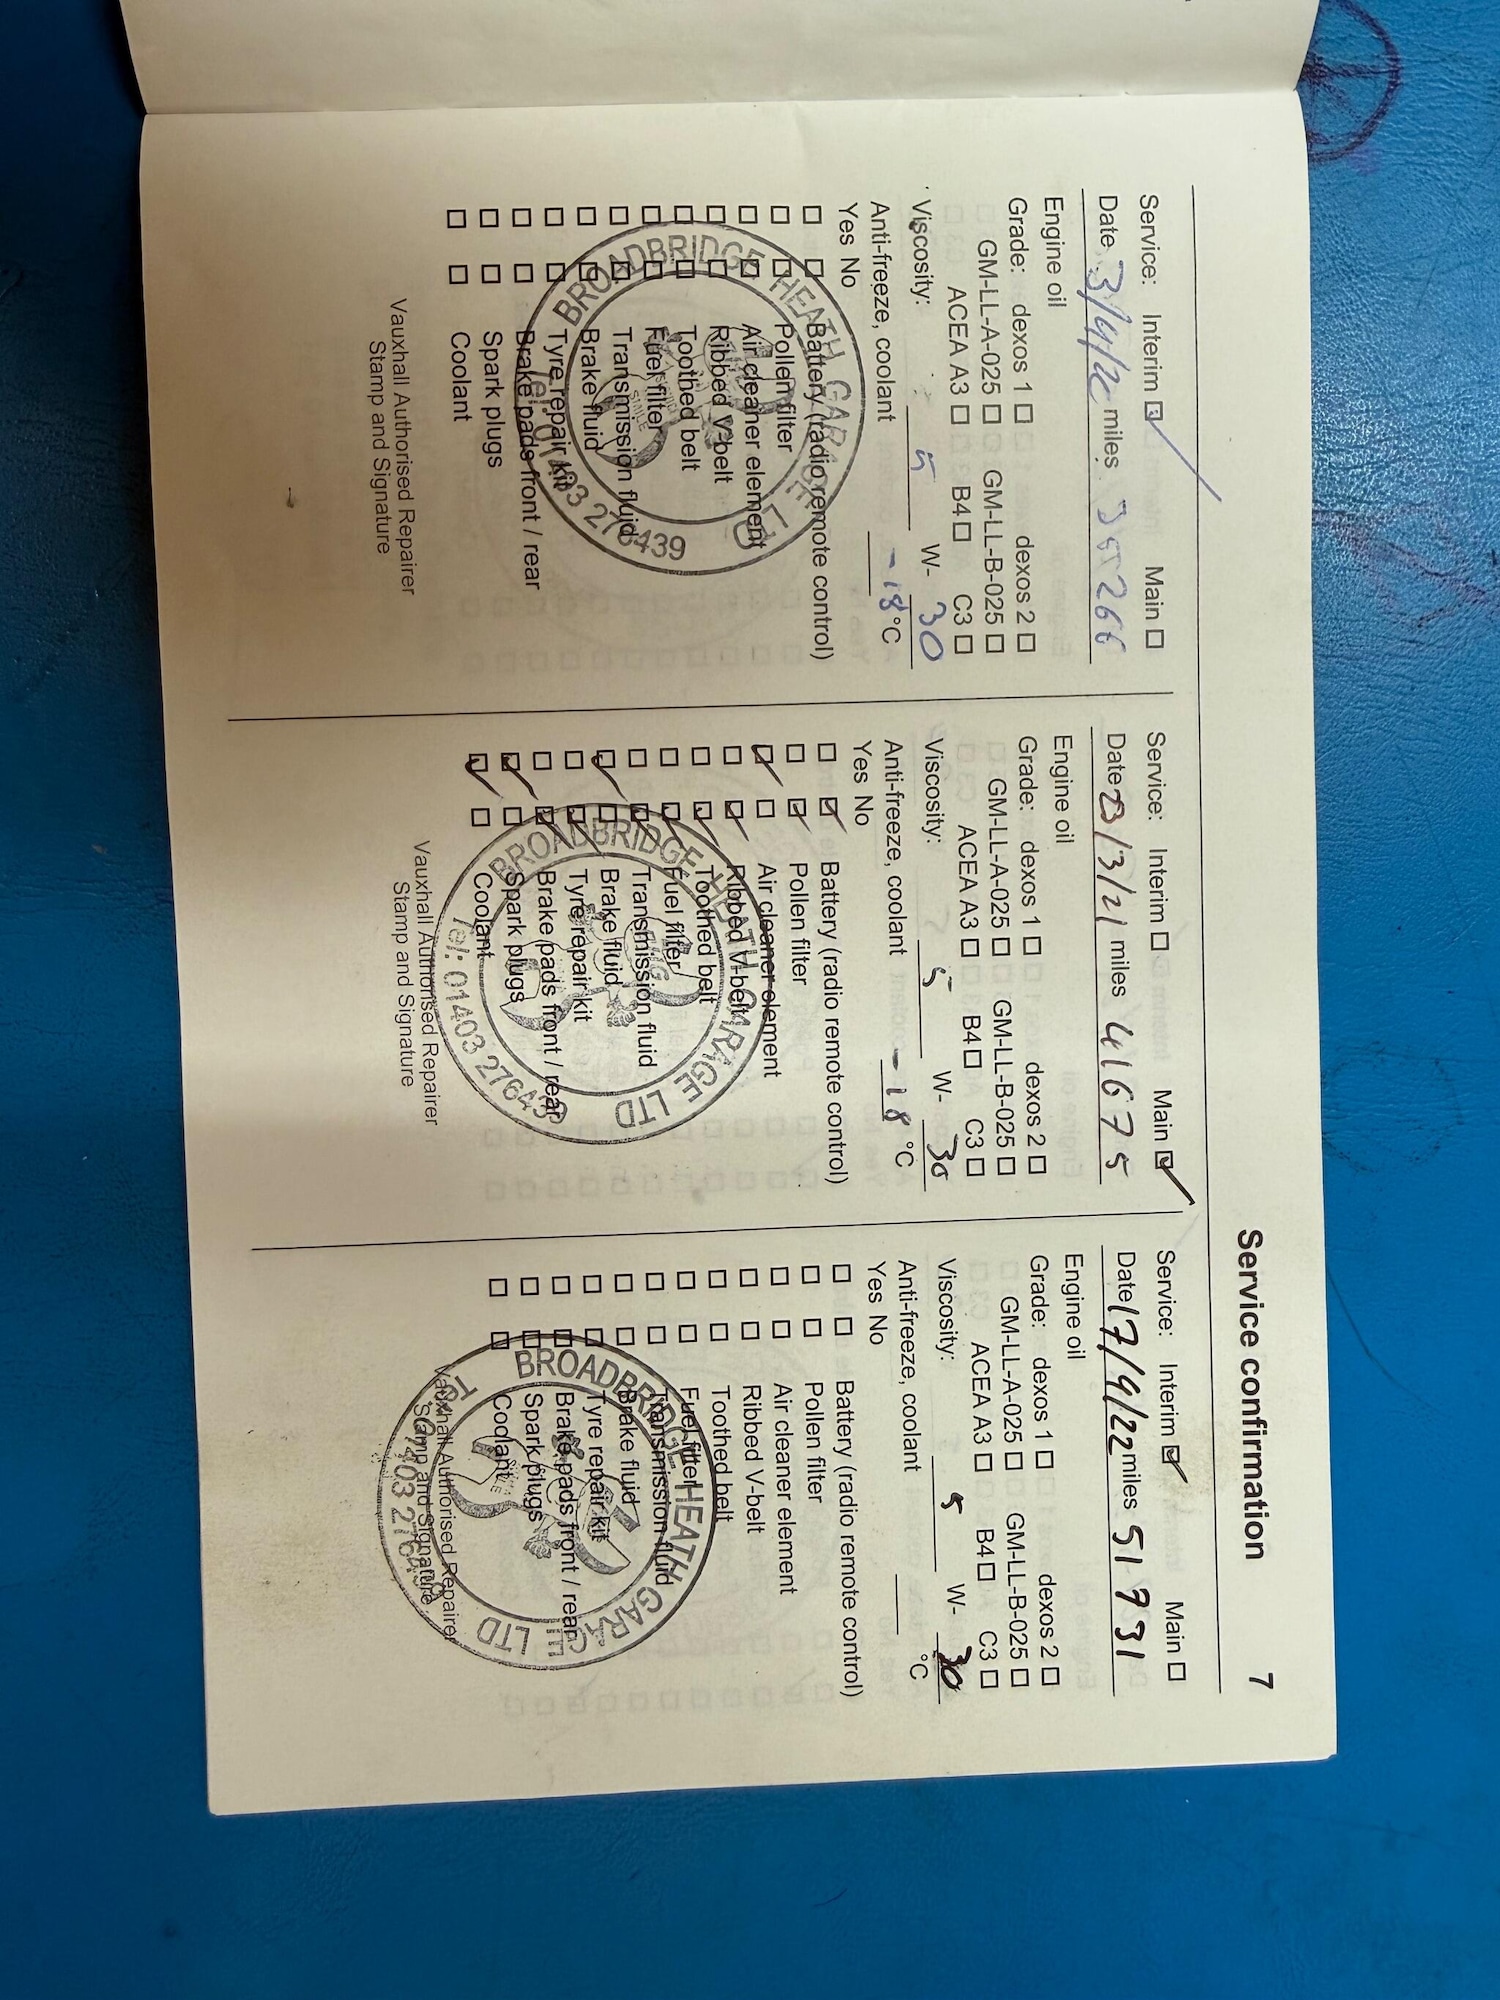 Service confirmation 7
Service: Interim ☑ Main ☐
Date 3/4/20 miles 36266
Engine oil
Grade: dexos 1 ☐ dexos 2 ☐
GM-LL-A-025 ☐ GM-LL-B-025 ☐
ACEA A3 ☐ B4 ☐ C3 ☐
Viscosity: 5 W- 30
Anti-freeze, coolant -18 °C
Yes No
☐ ☐ Battery (radio remote control)
☐ ☐ Pollen filter
☐ ☐ Air cleaner element
☐ ☐ Ribbed V-belt
☐ ☐ Toothed belt
☐ ☐ Fuel filter
☐ ☐ Transmission fluid
☐ ☐ Brake fluid
☐ ☐ Tyre repair kit
☐ ☐ Brake pads front / rear
☐ ☐ Spark plugs
☐ ☐ Coolant
BROADBRIDGE HEATH GARAGE LTD
Tel: 01403 276439
Vauxhall Authorised Repairer
Stamp and Signature
Service: Interim ☐ Main ☑
Date 23/3/21 miles 41675
Engine oil
Grade: dexos 1 ☐ dexos 2 ☐
GM-LL-A-025 ☐ GM-LL-B-025 ☐
ACEA A3 ☐ B4 ☐ C3 ☐
Viscosity: 5 W- 30
Anti-freeze, coolant -18 °C
Yes No
☐ ☑ Battery (radio remote control)
☐ ☑ Pollen filter
☑ ☐ Air cleaner element
☐ ☑ Ribbed V-belt
☐ ☑ Toothed belt
☐ ☑ Fuel filter
☐ ☑ Transmission fluid
☑ ☐ Brake fluid
☐ ☑ Tyre repair kit
☐ ☑ Brake pads front / rear
☑ ☐ Spark plugs
☑ ☐ Coolant
BROADBRIDGE HEATH GARAGE LTD
Tel: 01403 276439
Vauxhall Authorised Repairer
Stamp and Signature
Service: Interim ☑ Main ☐
Date 17/9/22 miles 51 731
Engine oil
Grade: dexos 1 ☐ dexos 2 ☐
GM-LL-A-025 ☐ GM-LL-B-025 ☐
ACEA A3 ☐ B4 ☐ C3 ☐
Viscosity: 5 W- 30
Anti-freeze, coolant °C
Yes No
☐ ☐ Battery (radio remote control)
☐ ☐ Pollen filter
☐ ☐ Air cleaner element
☐ ☐ Ribbed V-belt
☐ ☐ Toothed belt
☐ ☐ Fuel filter
☐ ☐ Transmission fluid
☐ ☐ Brake fluid
☐ ☐ Tyre repair kit
☐ ☐ Brake pads front / rear
☐ ☐ Spark plugs
☐ ☐ Coolant
BROADBRIDGE HEATH GARAGE LTD
Tel: 01403 276439
Vauxhall Authorised Repairer
Stamp and Signature